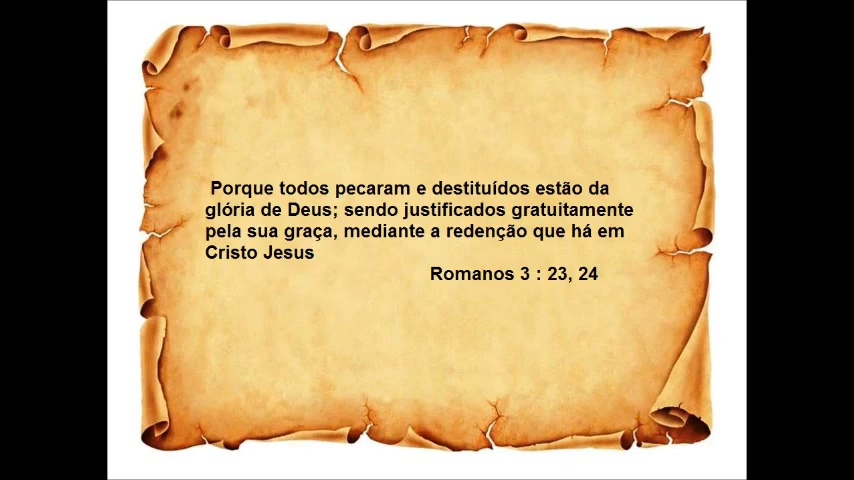 Porque todos pecaram e destituídos estão da
glória de Deus; sendo justificados gratuitamente
pela sua graça, mediante a redenção que há em
Cristo Jesus
Romanos 3 : 23, 24